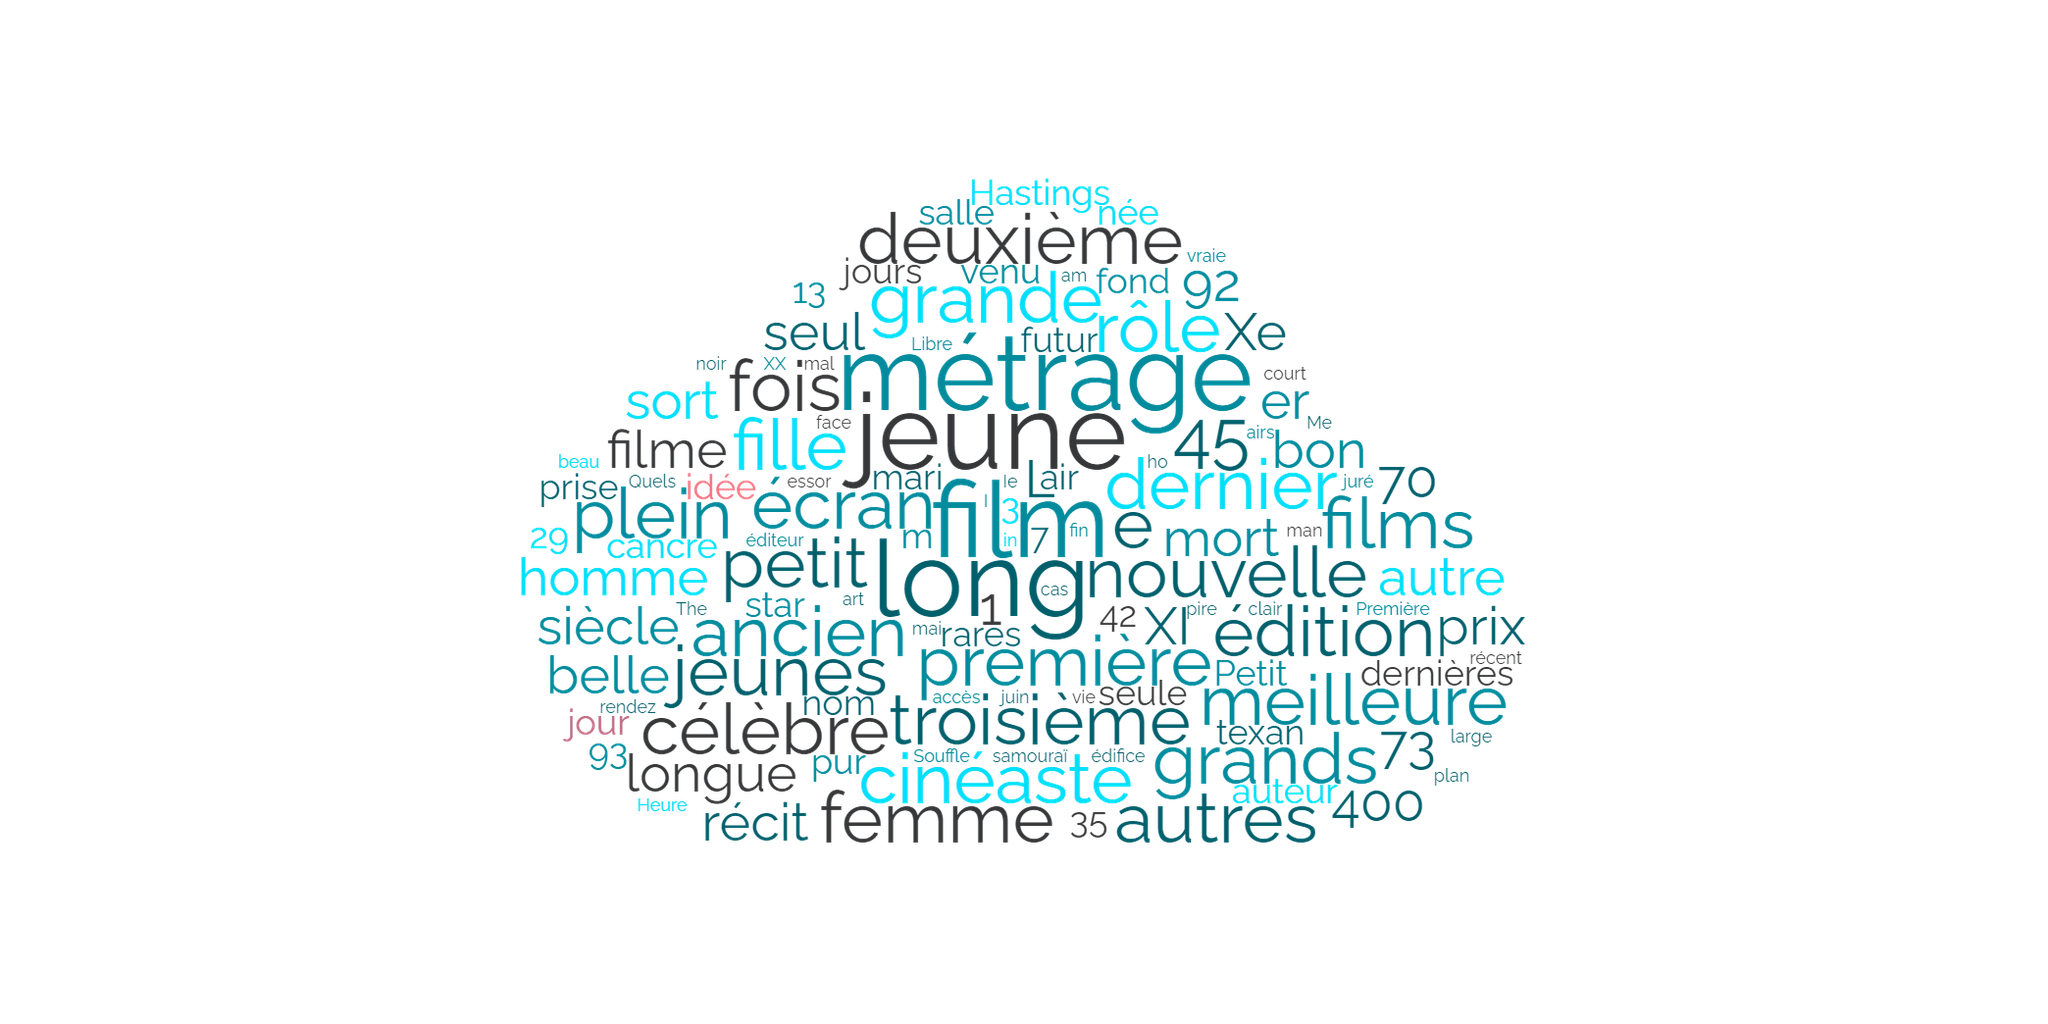 Hastings
salle née
deuxième
vraie
jours venu am fond 92
13 grande
seul rôle Xe
Libre futur
noir XX mal métrage
fois court
sort er
face jeune Me
filme fille 45 airs bon
beau mari le Lair ho dernier
prise Quels idée essor juré 70
plein écran film l 3 e films
29 cancre éditeur m in 7 fin mort man
homme petit long cas nouvelle autre
siècle The star art 1 42 XI pire clair Première
ancien mai rares édition prix
belle jeunes première Petit dernières récent
rendez nom accès juin vie seule meilleure
jour célèbre troisième texan large
93 longue pur Souffle samouraï édifice grands 73 plan
Heure cinéaste auteur
récit femme 35 autres 400